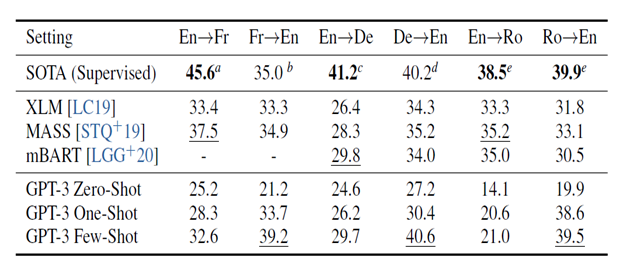 Setting En→Fr Fr→En En→De De→En En→Ro Ro→En
SOTA (Supervised) 45.6a 35.0 b 41.2c 40.2d 38.5e 39.9e
XLM [LC19] 33.4 33.3 26.4 34.3 33.3 31.8
MASS [STQ+19] 37.5 34.9 28.3 35.2 35.2 33.1
mBART [LGG+20] - - 29.8 34.0 35.0 30.5
GPT-3 Zero-Shot 25.2 21.2 24.6 27.2 14.1 19.9
GPT-3 One-Shot 28.3 33.7 26.2 30.4 20.6 38.6
GPT-3 Few-Shot 32.6 39.2 29.7 40.6 21.0 39.5